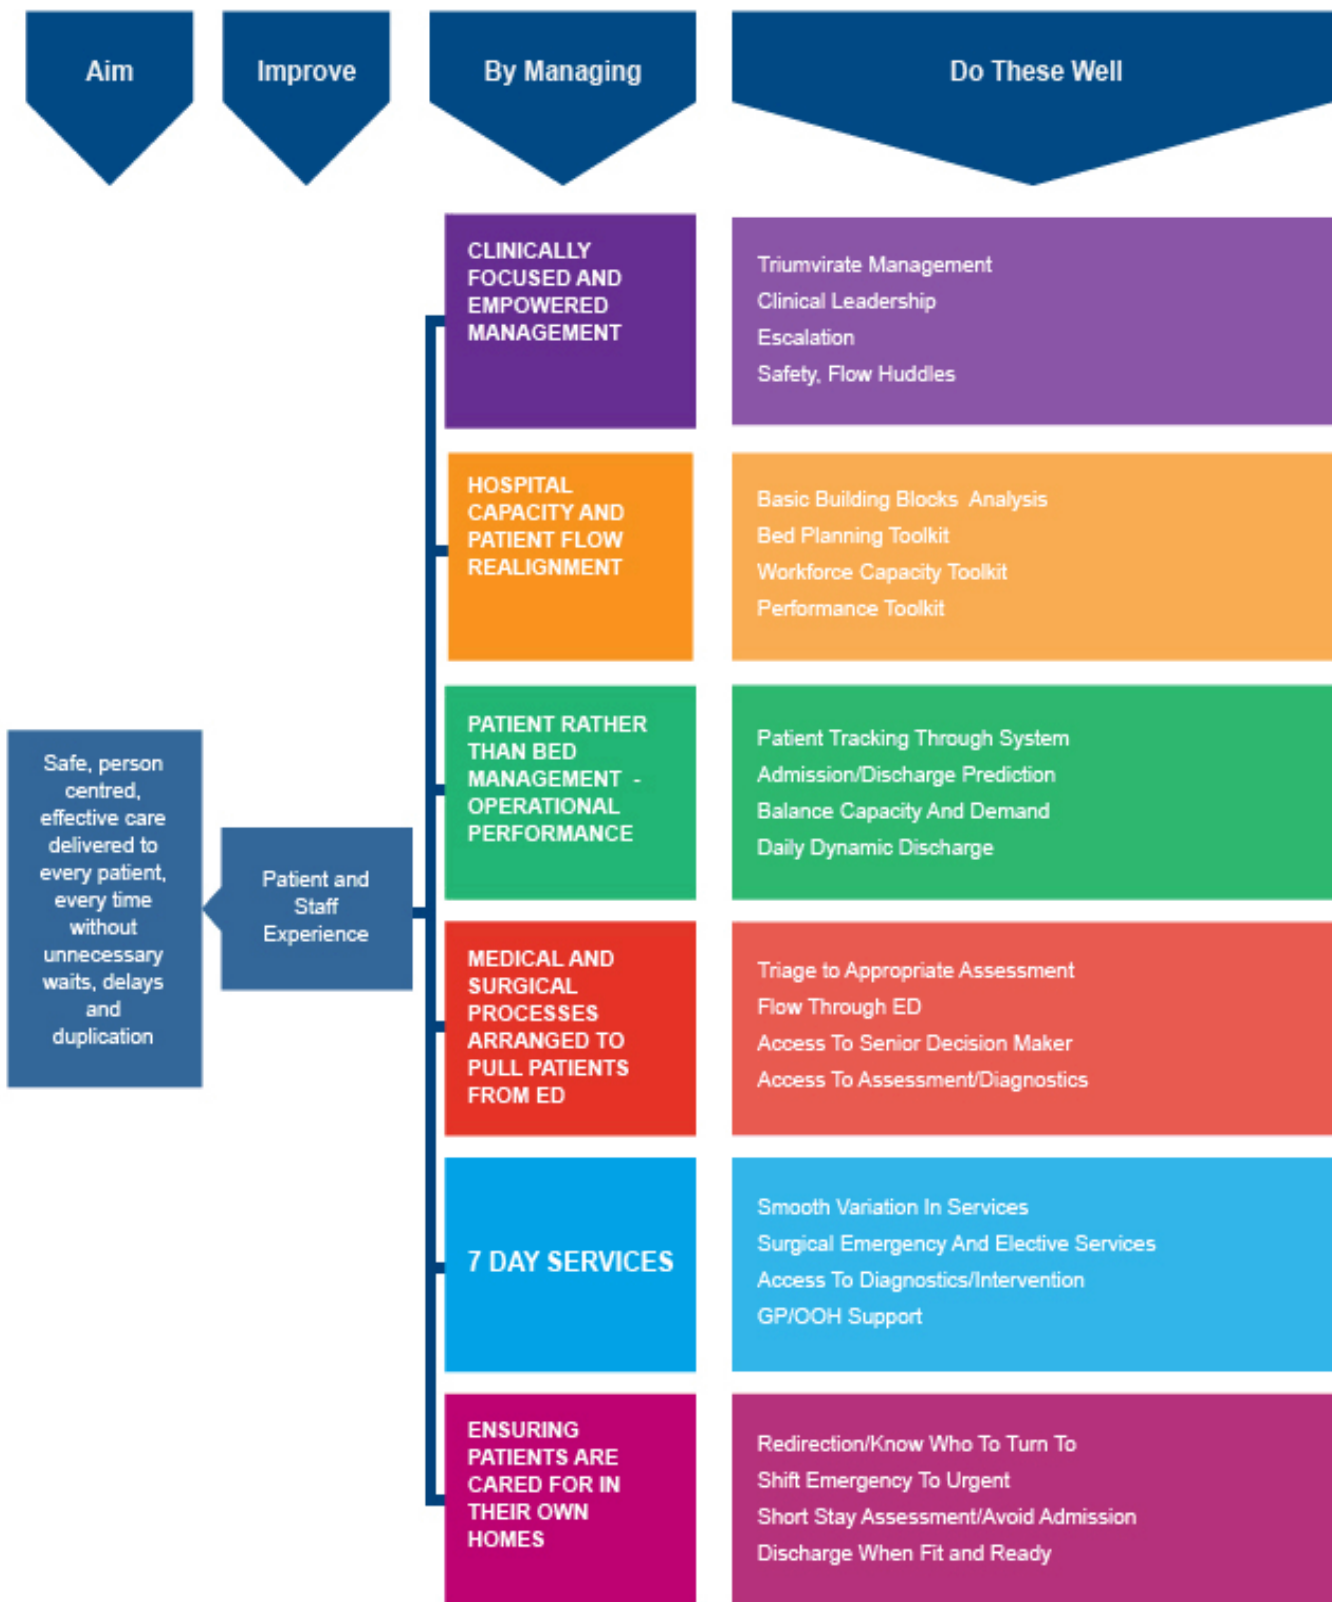 Aim
Improve
By Managing
Do These Well
Safe, person
centred,
effective care
delivered to
every patient,
every time
without
unnecessary
waits, delays
and
duplication
Patient and
Staff
Experience
CLINICALLY
FOCUSED AND
EMPOWERED
MANAGEMENT
Triumvirate Management
Clinical Leadership
Escalation
Safety, Flow Huddles
HOSPITAL
CAPACITY AND
PATIENT FLOW
REALIGNMENT
Basic Building Blocks Analysis
Bed Planning Toolkit
Workforce Capacity Toolkit
Performance Toolkit
PATIENT RATHER
THAN BED
MANAGEMENT -
OPERATIONAL
PERFORMANCE
Patient Tracking Through System
Admission/Discharge Prediction
Balance Capacity And Demand
Daily Dynamic Discharge
MEDICAL AND
SURGICAL
PROCESSES
ARRANGED TO
PULL PATIENTS
FROM ED
Triage to Appropriate Assessment
Flow Through ED
Access To Senior Decision Maker
Access To Assessment/Diagnostics
7 DAY SERVICES
Smooth Variation In Services
Surgical Emergency And Elective Services
Access To Diagnostics/Intervention
GP/OOH Support
ENSURING
PATIENTS ARE
CARED FOR IN
THEIR OWN
HOMES
Redirection/Know Who To Turn To
Shift Emergency To Urgent
Short Stay Assessment/Avoid Admission
Discharge When Fit and Ready